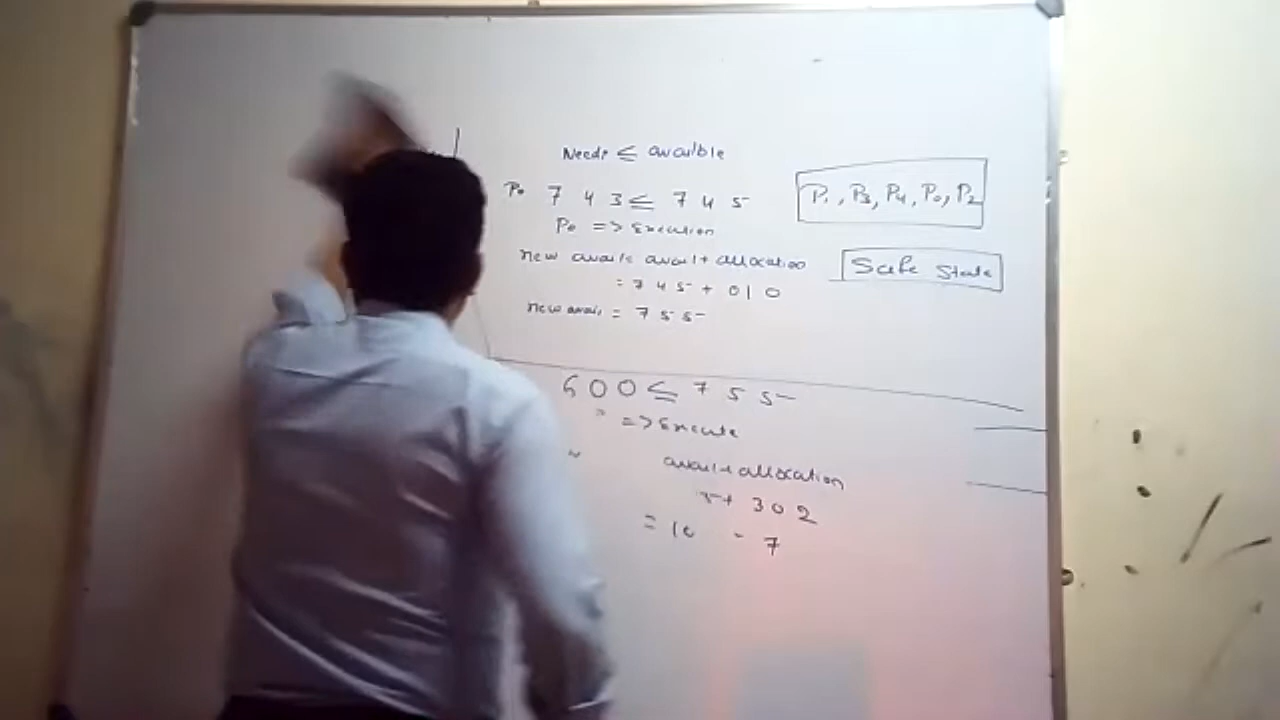 Needs ≤ availble
P0 7 4 3 ≤ 7 4 5
P0 => Execution
new avail = avail + allocation
= 7 4 5 + 0 1 0
new avai. = 7 5 5
P1, P3, P4, P0, P2
Safe State
6 0 0 ≤ 7 5 5
=> Execute
avail + allocation
5 + 3 0 2
= 10 7